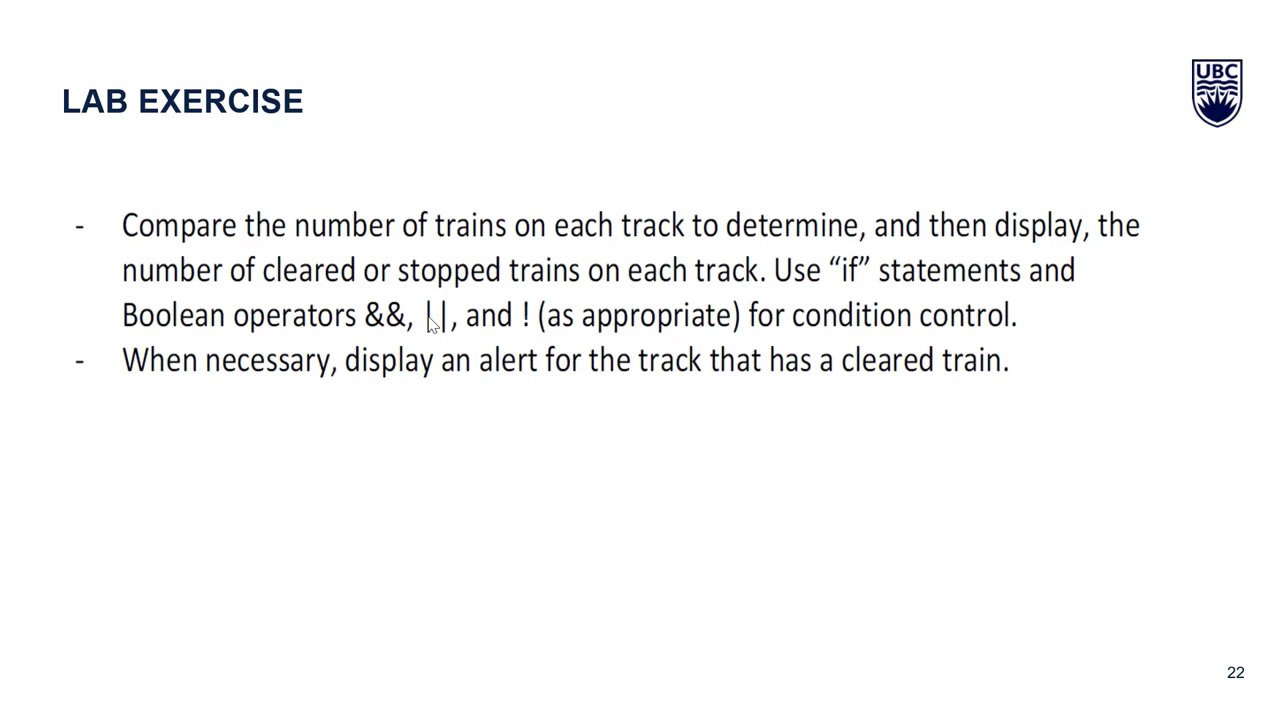 UBC
LAB EXERCISE
- Compare the number of trains on each track to determine, and then display, the
number of cleared or stopped trains on each track. Use “if” statements and
Boolean operators &&, ||, and ! (as appropriate) for condition control.
- When necessary, display an alert for the track that has a cleared train.
22